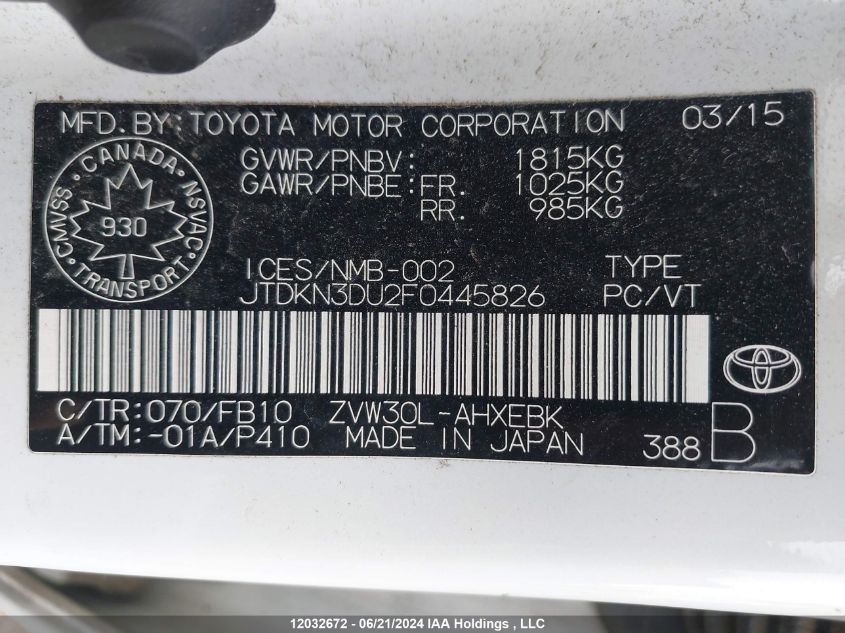 MFD. BY: TOYOTA MOTOR CORPORATION 03/15
CANADA
CMVSS NSVAC
930
TRANSPORT
GVWR/PNBV: 1815KG
GAWR/PNBE: FR. 1025KG
RR. 985KG
ICES/NMB-002 TYPE
JTDKN3DU2F0445826 PC/VT
C/TR: 070/FB10 ZVW30L-AHXEBK
A/TM: -01A/P410 MADE IN JAPAN 388 B
12032672 - 06/21/2024 IAA Holdings , LLC